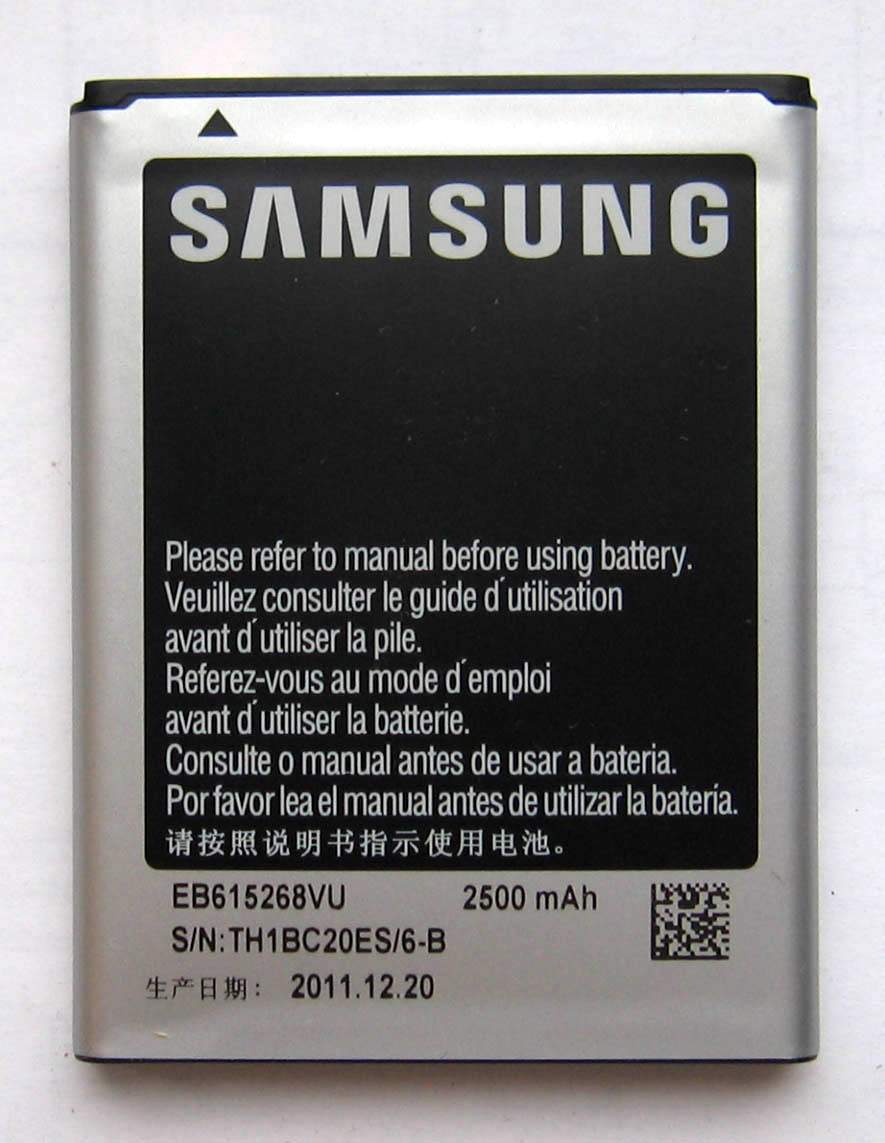 SAMSUNG
Please refer to manual before using battery.
Veuillez consulter le guide d'utilisation
avant d'utiliser la pile.
Referez-vous au mode d'emploi
avant d'utiliser la batterie.
Consulte o manual antes de usar a bateria.
Por favor lea el manual antes de utilizar la batería.
请按照说明书指示使用电池。
EB615268VU 2500 mAh
S/N:TH1BC20ES/6-B
生产日期： 2011.12.20